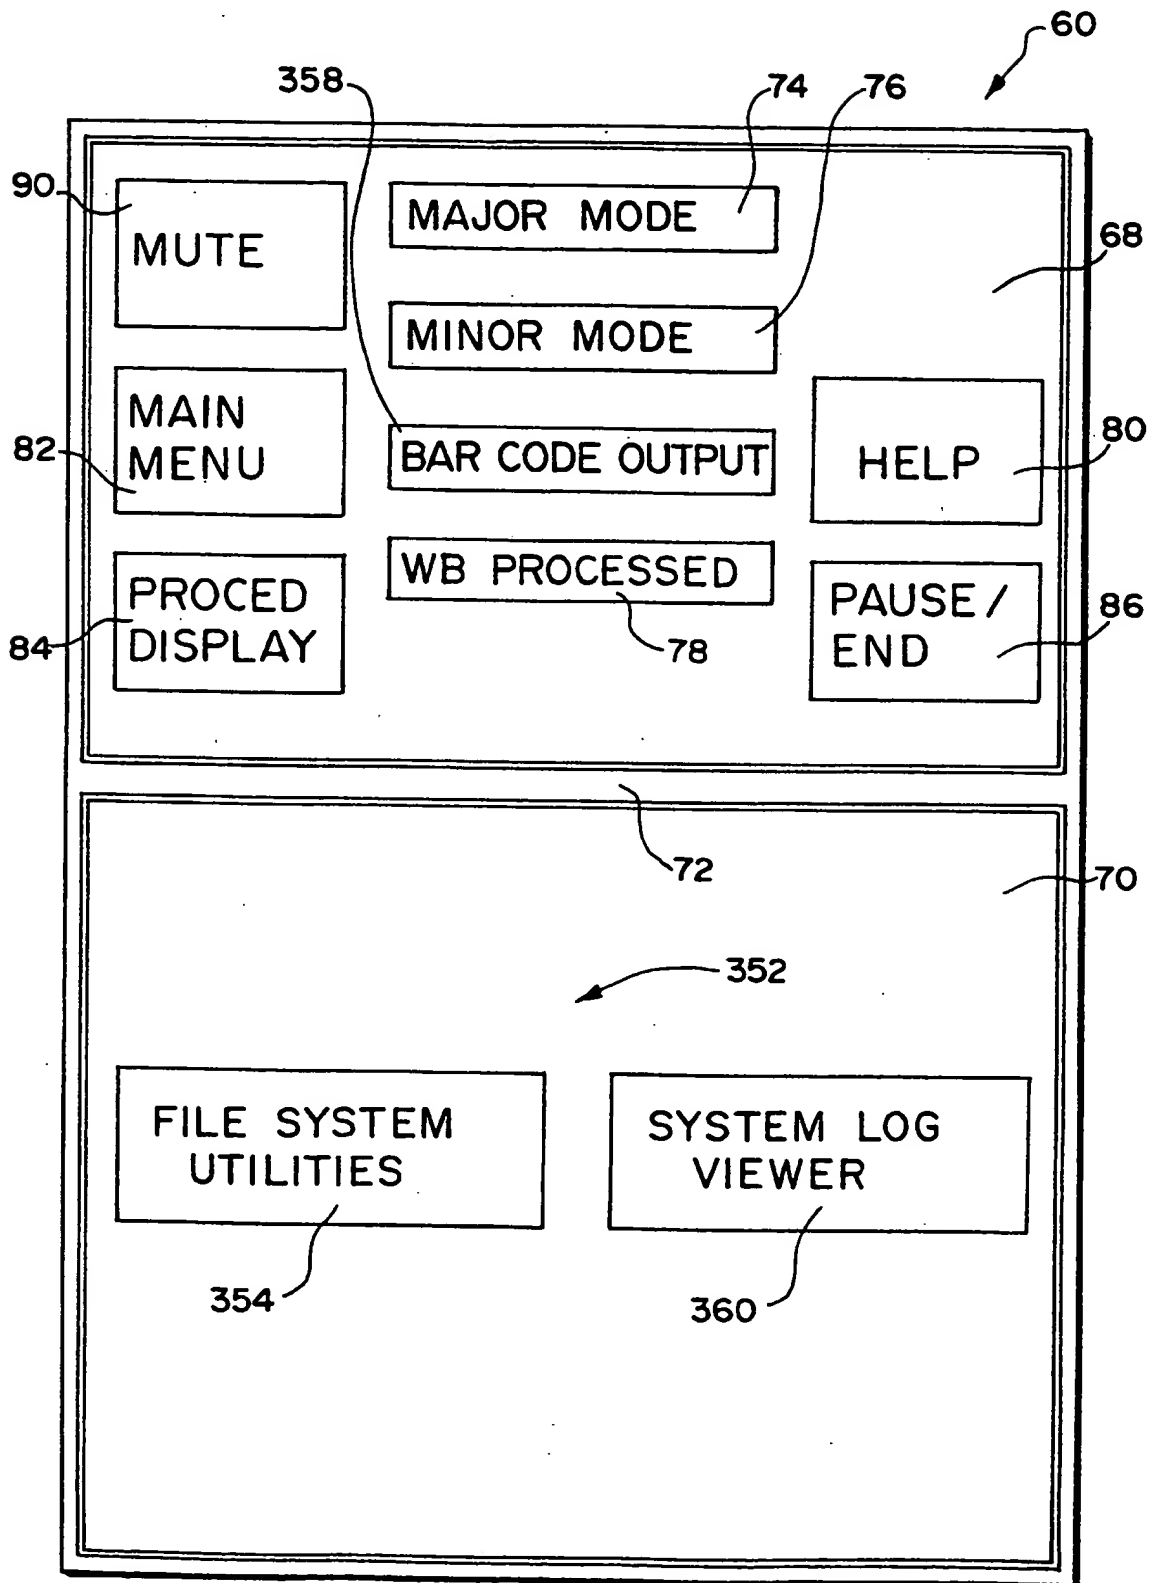 60
358
74
76
90
MUTE
MAJOR MODE
68
MINOR MODE
MAIN
MENU
82
BAR CODE OUTPUT
HELP
80
PROCED
DISPLAY
84
WB PROCESSED
78
PAUSE/
END
86
72
70
352
FILE SYSTEM
UTILITIES
SYSTEM LOG
VIEWER
354
360